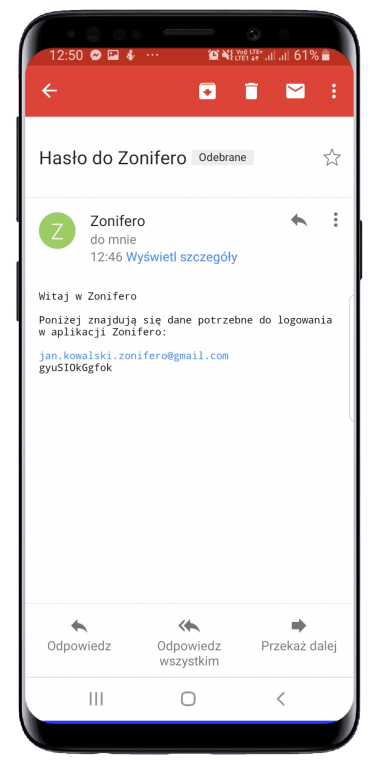 12:50 ... Vo)) LTE+ LTE1 61%
Hasło do Zonifero Odebrane
Z Zonifero
do mnie
12:46 Wyświetl szczegóły
Witaj w Zonifero
Poniżej znajdują się dane potrzebne do logowania
w aplikacji Zonifero:
jan.kowalski.zonifero@gmail.com
gyuSIOkGgfok
Odpowiedz
Odpowiedz
wszystkim
Przekaż dalej